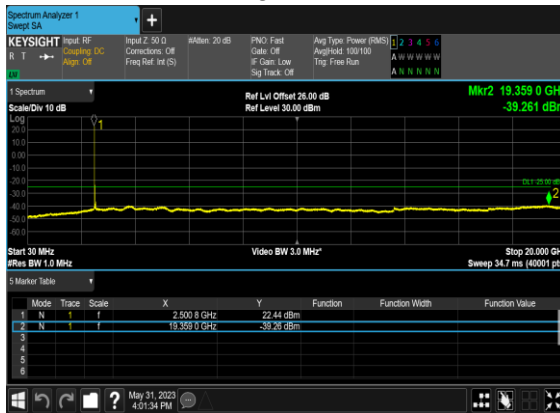 Spectrum Analyzer 1
Swept SA
+
KEYSIGHT Input: RF Input Z: 50 Ω #Atten: 20 dB PNO: Fast Avg Type: Power (RMS) 1 2 3 4 5 6
R T Coupling: DC Corrections: Off Gate: Off Avg|Hold: 100/100 A W W W W W
Align: Off Freq Ref: Int (S) IF Gain: Low Trig: Free Run
Sig Track: Off A N N N N N
1 Spectrum Ref Lvl Offset 26.00 dB Mkr2 19.359 0 GH
Scale/Div 10 dB Ref Level 30.00 dBm -39.261 dBm
Log
20.0
10.0
0.00
-10.0
-20.0
-30.0
-40.0
-50.0
-60.0
1
DL1 -25.00 dB
2
Start 30 MHz Video BW 3.0 MHz* Stop 20.000 GH
#Res BW 1.0 MHz Sweep 34.7 ms (40001 pts
5 Marker Table
Mode Trace Scale X Y Function Function Width Function Value
1 N 1 f 2.500 8 GHz 22.44 dBm
2 N 1 f 19.359 0 GHz -39.26 dBm
3
4
5
6
? May 31, 2023
4:01:34 PM